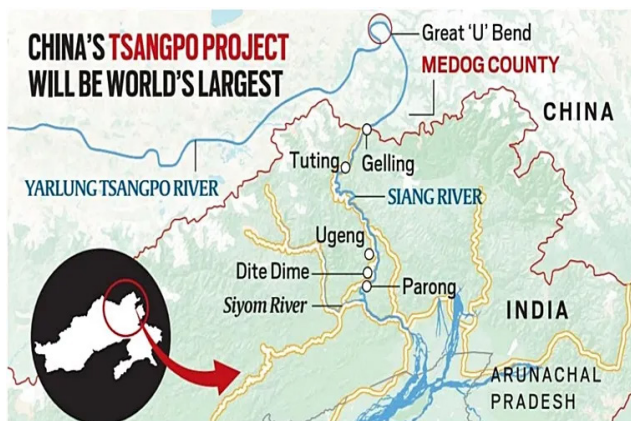 CHINA'S TSANGPO PROJECT
WILL BE WORLD'S LARGEST
Great 'U' Bend
MEDOG COUNTY
CHINA
Tuting
Gelling
YARLUNG TSANGPO RIVER
SIANG RIVER
Ugeng
Dite Dime
Parong
Siyom River
INDIA
ARUNACHAL
PRADESH